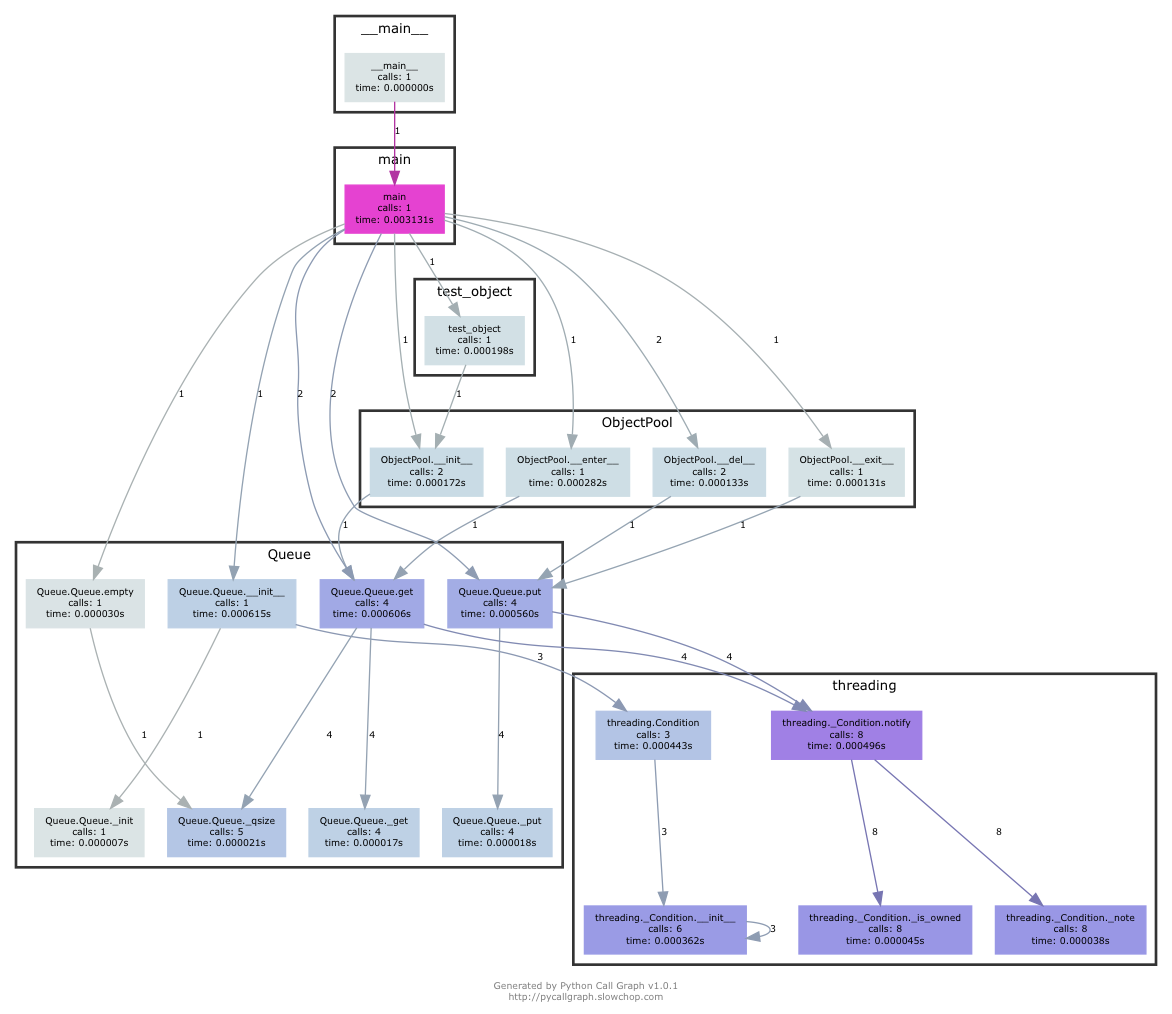 __main__
__main__
calls: 1
time: 0.000000s
1
main
main
calls: 1
time: 0.003131s
1
test_object
test_object
calls: 1
time: 0.000198s
1
1
2
1
1
1
2
2
1
ObjectPool
ObjectPool.__init__
calls: 2
time: 0.000172s
ObjectPool.__enter__
calls: 1
time: 0.000282s
ObjectPool.__del__
calls: 2
time: 0.000133s
ObjectPool.__exit__
calls: 1
time: 0.000131s
1
1
1
1
Queue
Queue.Queue.empty
calls: 1
time: 0.000030s
Queue.Queue.__init__
calls: 1
time: 0.000615s
Queue.Queue.get
calls: 4
time: 0.000606s
Queue.Queue.put
calls: 4
time: 0.000560s
3
4
4
threading
threading.Condition
calls: 3
time: 0.000443s
threading._Condition.notify
calls: 8
time: 0.000496s
1
1
4
4
4
Queue.Queue._init
calls: 1
time: 0.000007s
Queue.Queue._qsize
calls: 5
time: 0.000021s
Queue.Queue._get
calls: 4
time: 0.000017s
Queue.Queue._put
calls: 4
time: 0.000018s
3
8
8
threading._Condition.__init__
calls: 6
time: 0.000362s
3
threading._Condition._is_owned
calls: 8
time: 0.000045s
threading._Condition._note
calls: 8
time: 0.000038s
Generated by Python Call Graph v1.0.1
http://pycallgraph.slowchop.com